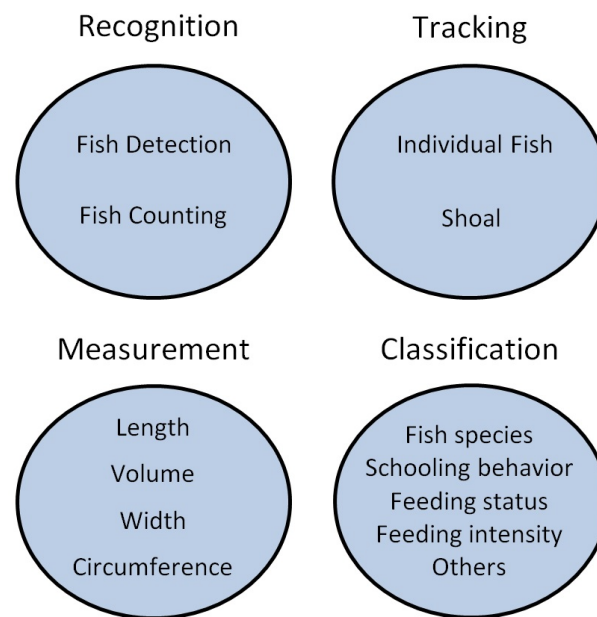 Recognition
Fish Detection
Fish Counting
Tracking
Individual Fish
Shoal
Measurement
Length
Volume
Width
Circumference
Classification
Fish species
Schooling behavior
Feeding status
Feeding intensity
Others